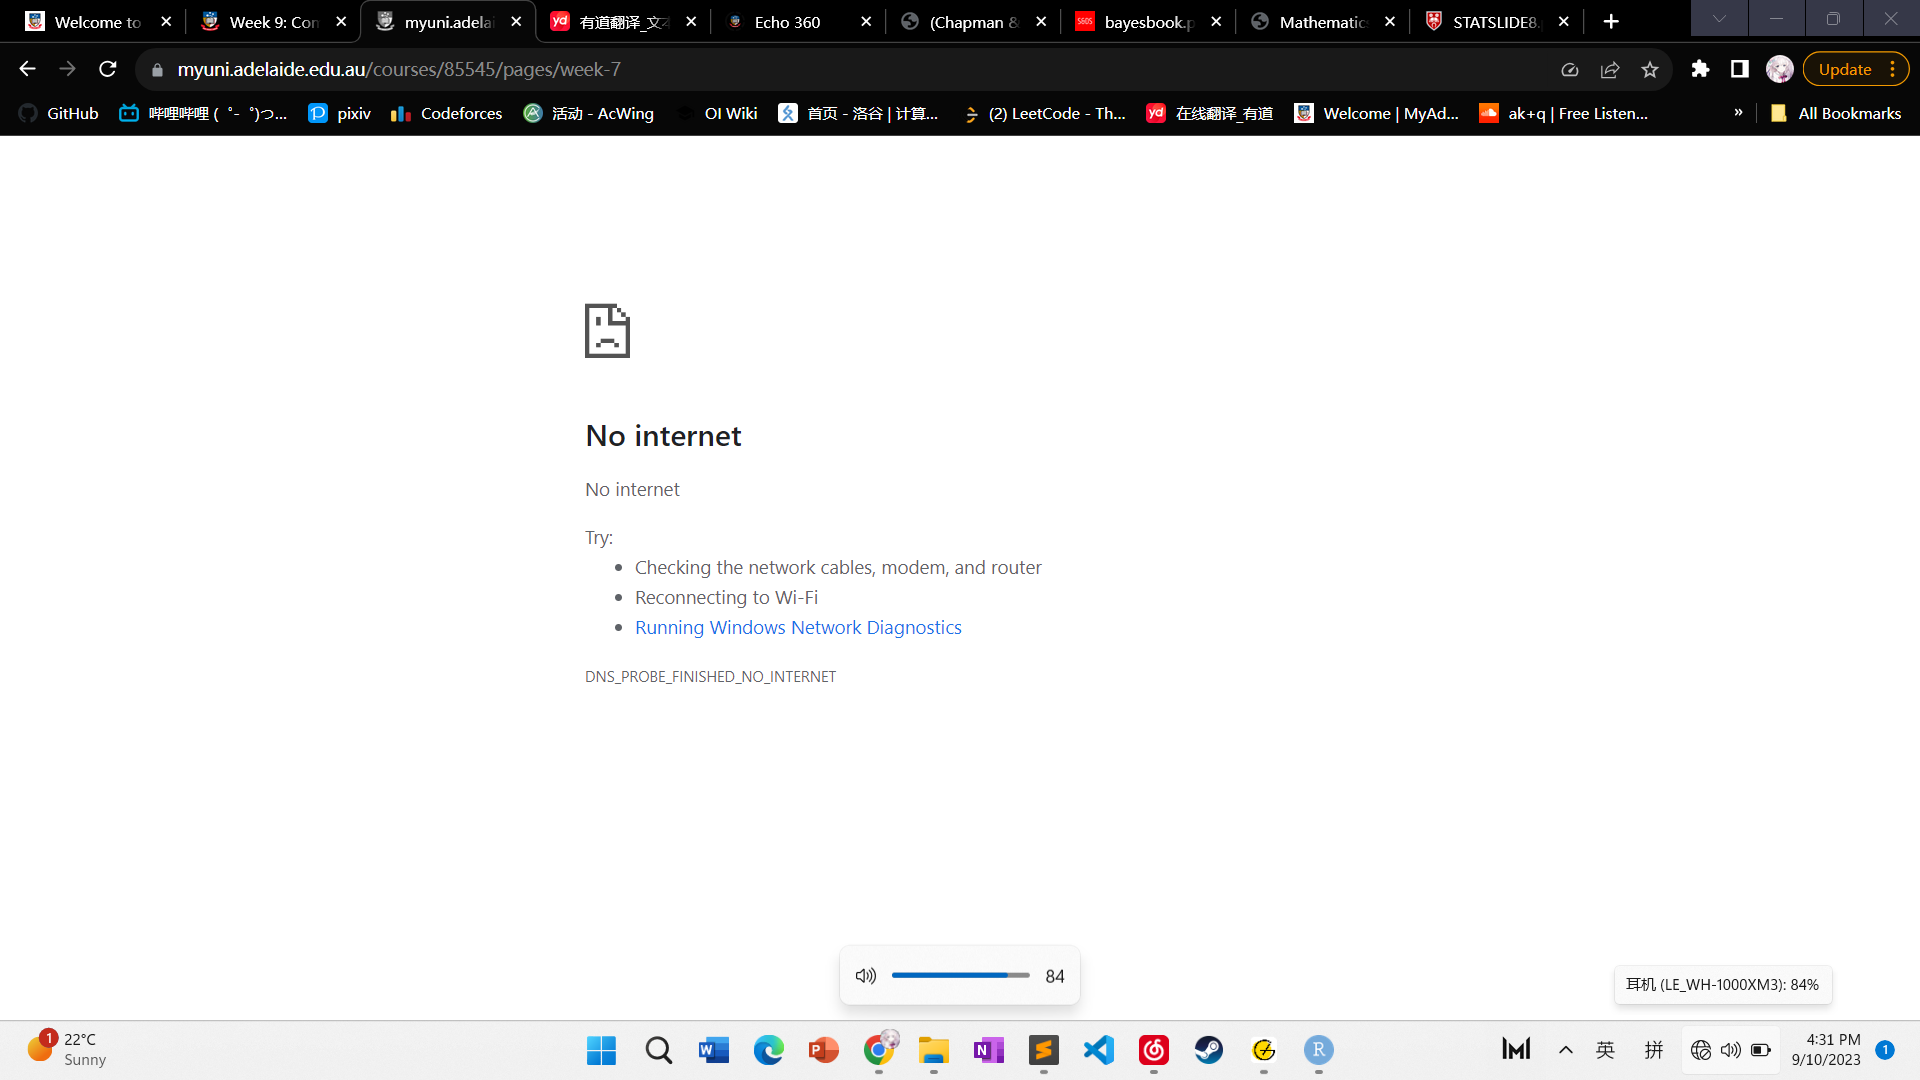 Welcome to
Week 9: Con
myuni.adelai
有道翻译_文本
Echo 360
(Chapman &
bayesbook.p
Mathematics
STATSLIDE8.p
myuni.adelaide.edu.au/courses/85545/pages/week-7
Update
GitHub
哔哩哔哩 (゜-゜)つ...
pixiv
Codeforces
活动 - AcWing
OI Wiki
首页 - 洛谷 | 计算...
(2) LeetCode - Th...
在线翻译_有道
Welcome | MyAd...
ak+q | Free Listen...
»
All Bookmarks
No internet
No internet
Try:
• Checking the network cables, modem, and router
• Reconnecting to Wi-Fi
• Running Windows Network Diagnostics
DNS_PROBE_FINISHED_NO_INTERNET
84
耳机 (LE_WH-1000XM3): 84%
1
22°C
Sunny
英
拼
4:31 PM
9/10/2023
1